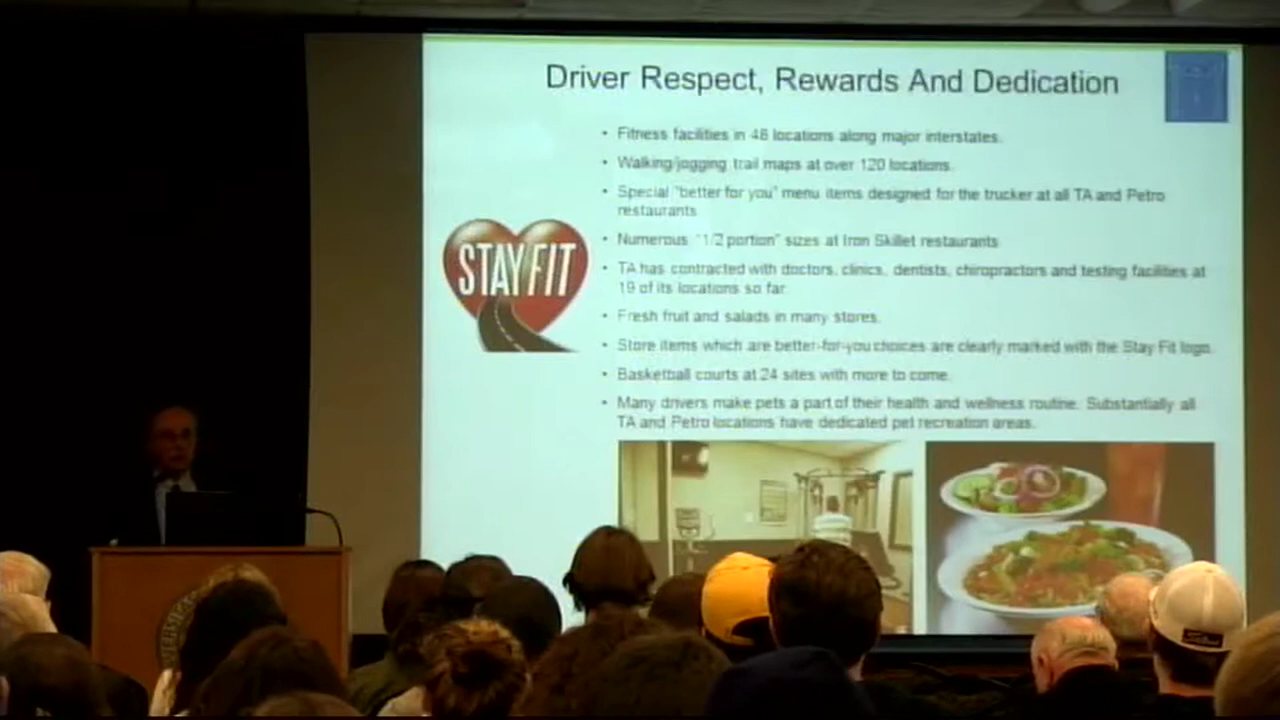 Driver Respect, Rewards And Dedication
• Fitness facilities in 48 locations along major interstates.
• Walking/jogging trail maps at over 120 locations.
• Special "better for you" menu items designed for the trucker at all TA and Petro
restaurants
• Numerous "1/2 portion" sizes at Iron Skillet restaurants
• TA has contracted with doctors, clinics, dentists, chiropractors and testing facilities at
19 of its locations so far.
• Fresh fruit and salads in many stores.
• Store items which are better-for-you choices are clearly marked with the Stay Fit logo.
• Basketball courts at 24 sites with more to come.
• Many drivers make pets a part of their health and wellness routine. Substantially all
TA and Petro locations have dedicated pet recreation areas.
STAY FIT